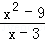 x² − 9
x − 3